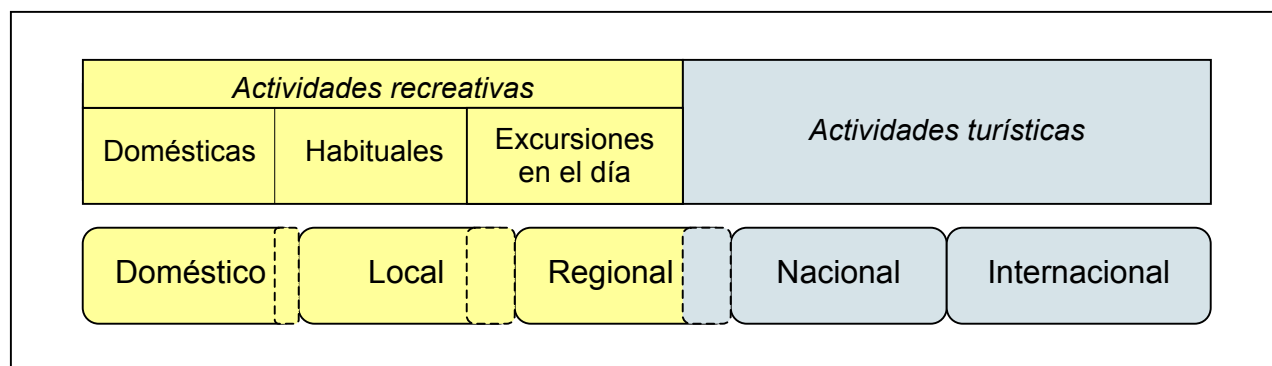 Actividades recreativas
Actividades turísticas
Domésticas
Habituales
Excursiones
en el día
Doméstico
Local
Regional
Nacional
Internacional